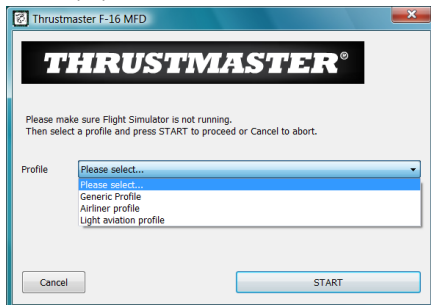 Thrustmaster F-16 MFD
THRUSTMASTER®
Please make sure Flight Simulator is not running.
Then select a profile and press START to proceed or Cancel to abort.
Profile
Please select...
Please select...
Generic Profile
Airliner profile
Light aviation profile
Cancel
START